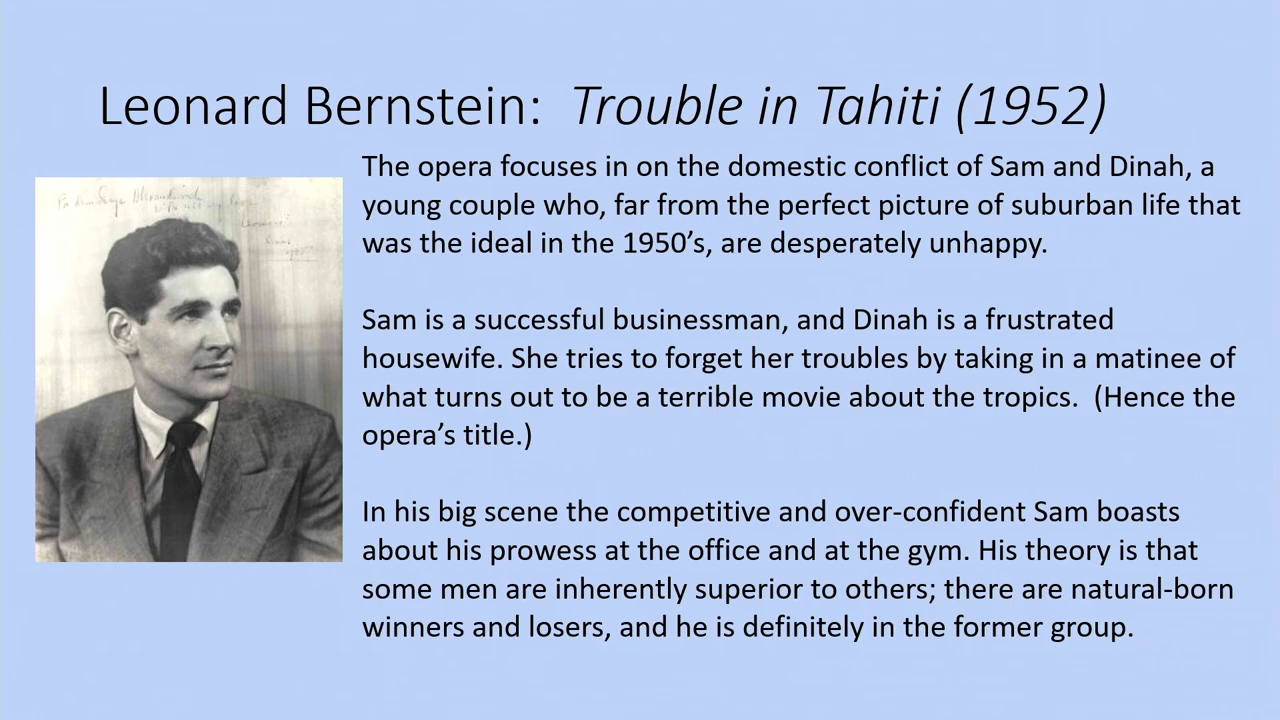 Leonard Bernstein: Trouble in Tahiti (1952)
The opera focuses in on the domestic conflict of Sam and Dinah, a
young couple who, far from the perfect picture of suburban life that
was the ideal in the 1950’s, are desperately unhappy.
Sam is a successful businessman, and Dinah is a frustrated
housewife. She tries to forget her troubles by taking in a matinee of
what turns out to be a terrible movie about the tropics. (Hence the
opera’s title.)
In his big scene the competitive and over-confident Sam boasts
about his prowess at the office and at the gym. His theory is that
some men are inherently superior to others; there are natural-born
winners and losers, and he is definitely in the former group.